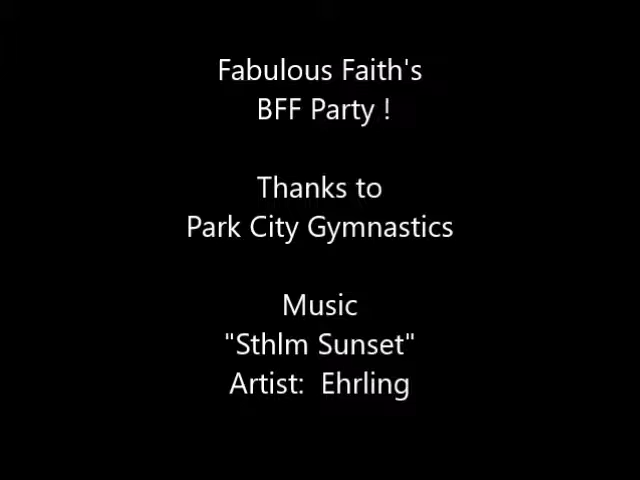 Fabulous Faith's
BFF Party !
Thanks to
Park City Gymnastics
Music
"Sthlm Sunset"
Artist:  Ehrling